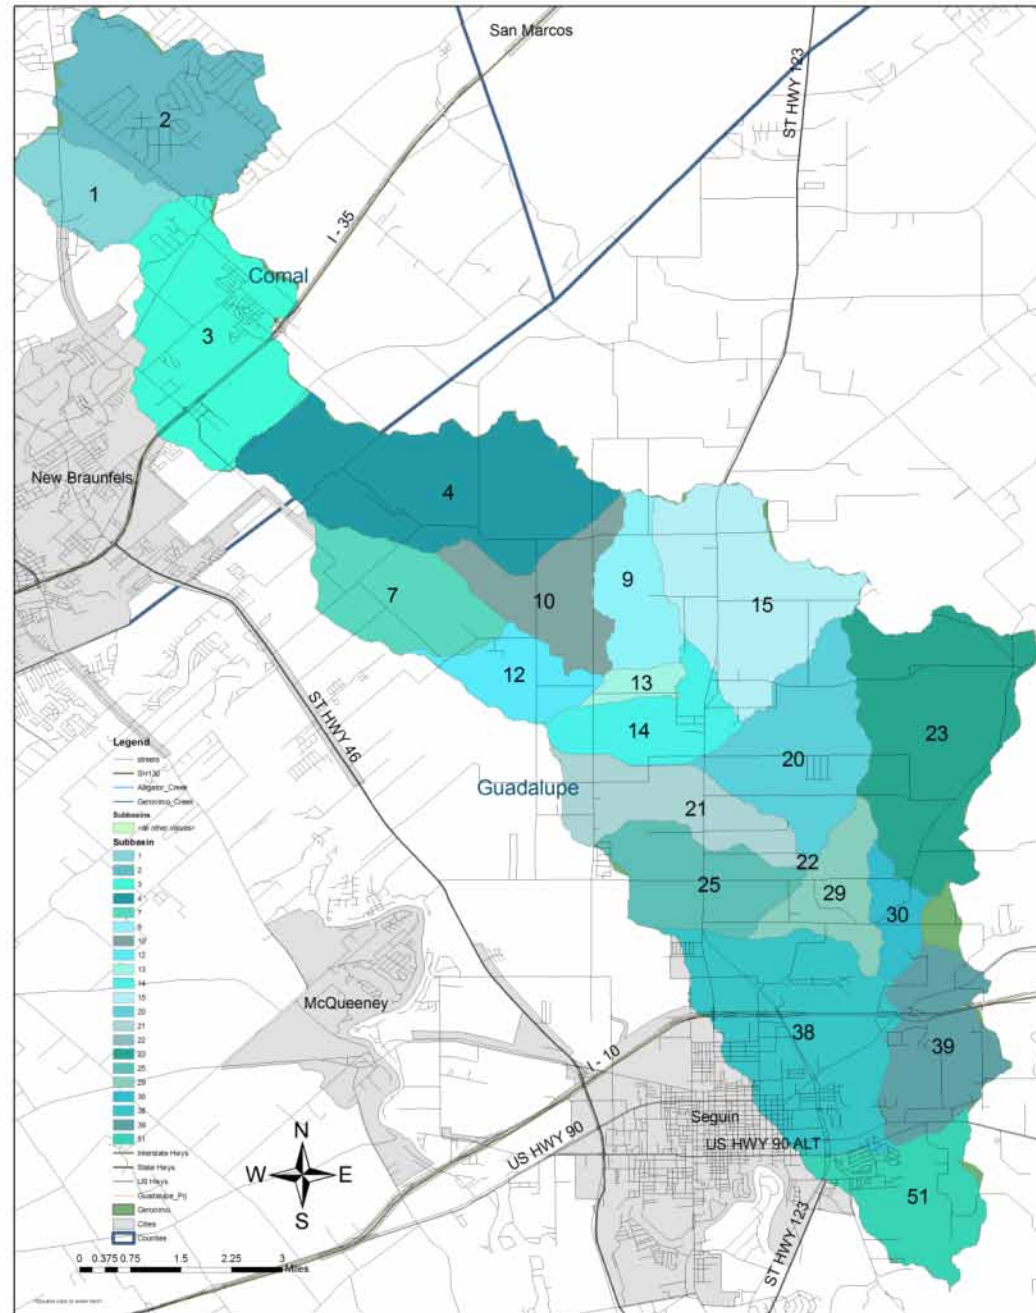 San Marcos
ST HWY 123
2
1
I - 35
Comal
3
New Braunfels
4
7
10
9
15
12
13
14
ST HWY 46
23
20
Guadalupe
21
22
25
29
30
McQueeney
38
39
I - 10
Seguin
US HWY 90
US HWY 90 ALT
51
ST HWY 123
Legend
streets
SH130
Alligator_Creek
Geronimo_Creek
Subbasins
<all other values>
Subbasin
1
2
3
4
7
9
10
12
13
14
15
20
21
22
23
25
29
30
38
39
51
Interstate Hwys
State Hwys
US Hwys
Guadalupe_Prj
Geronimo
Cities
Counties
N
W E
S
0 0.375 0.75 1.5 2.25 3
Miles